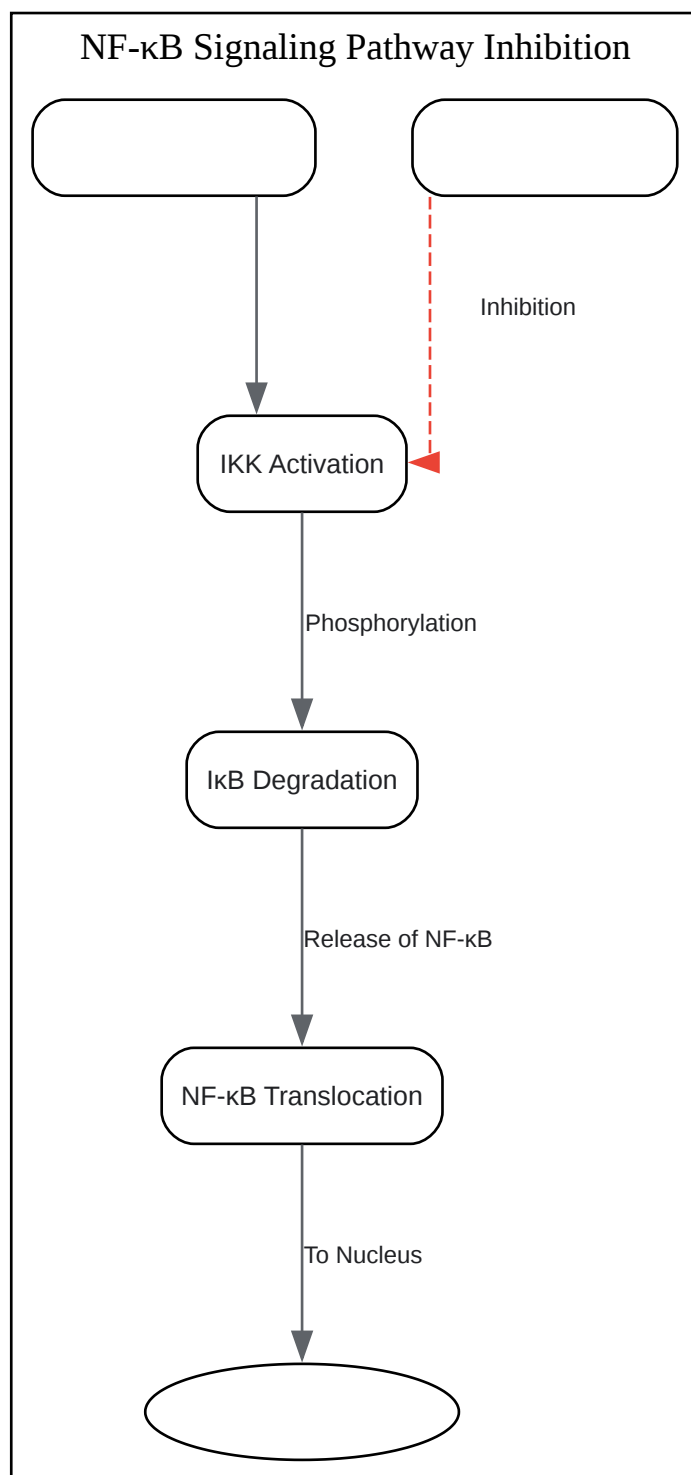 NF-κB Signaling Pathway Inhibition
Inhibition
IKK Activation
Phosphorylation
IκB Degradation
Release of NF-κB
NF-κB Translocation
To Nucleus